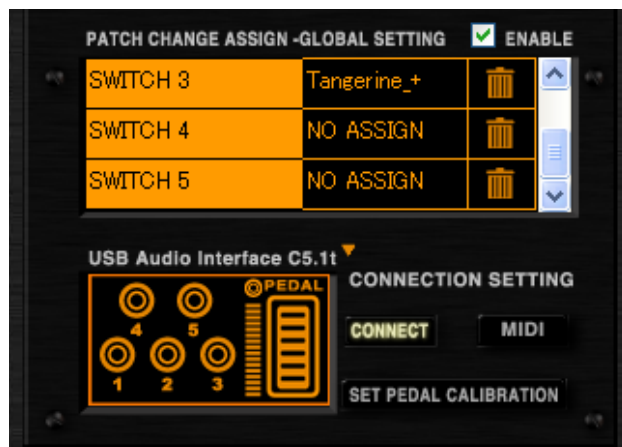 PATCH CHANGE ASSIGN -GLOBAL SETTING ENABLE
SWITCH 3 Tangerine_+
SWITCH 4 NO ASSIGN
SWITCH 5 NO ASSIGN
USB Audio Interface C5.1t
CONNECTION SETTING
PEDAL
4 5
1 2 3
CONNECT MIDI
SET PEDAL CALIBRATION